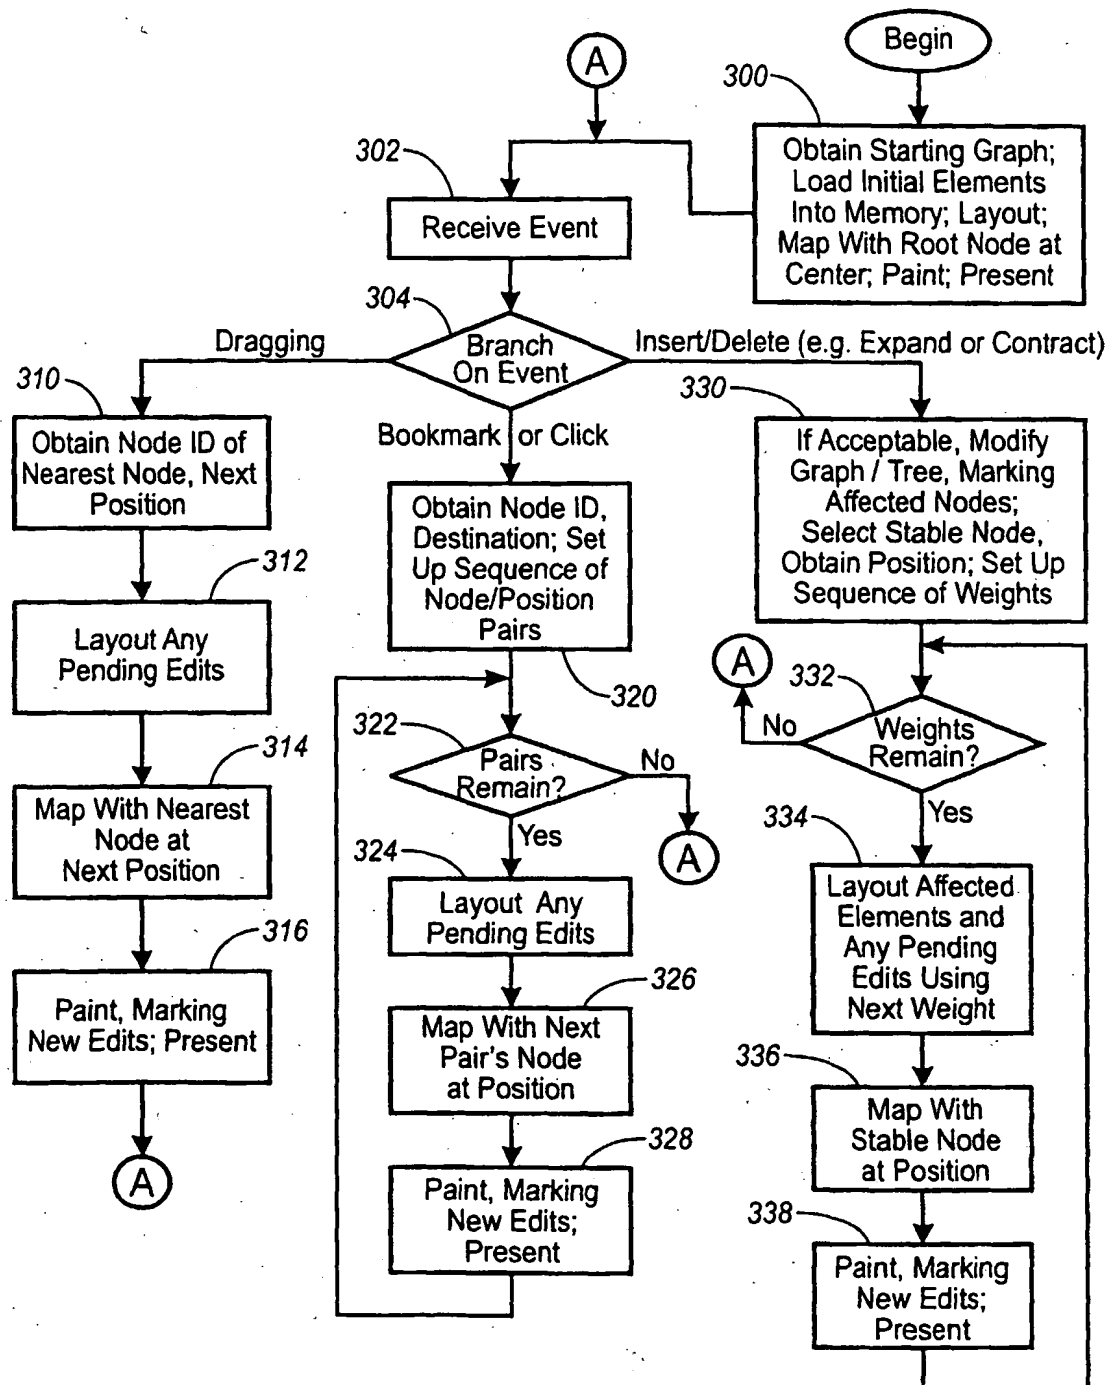 Begin
A
300
Obtain Starting Graph;
Load Initial Elements
Into Memory; Layout;
Map With Root Node at
Center; Paint; Present
302
Receive Event
304
Branch
On Event
Dragging
Insert/Delete (e.g. Expand or Contract)
Bookmark or Click
310
Obtain Node ID of
Nearest Node, Next
Position
312
Layout Any
Pending Edits
314
Map With Nearest
Node at
Next Position
316
Paint, Marking
New Edits; Present
A
Obtain Node ID,
Destination; Set
Up Sequence of
Node/Position
Pairs
320
322
Pairs
Remain?
No
A
Yes
324
Layout Any
Pending Edits
326
Map With Next
Pair's Node
at Position
328
Paint, Marking
New Edits;
Present
330
If Acceptable, Modify
Graph / Tree, Marking
Affected Nodes;
Select Stable Node,
Obtain Position; Set Up
Sequence of Weights
A
332
No
Weights
Remain?
Yes
334
Layout Affected
Elements and
Any Pending
Edits Using
Next Weight
336
Map With
Stable Node
at Position
338
Paint, Marking
New Edits;
Present